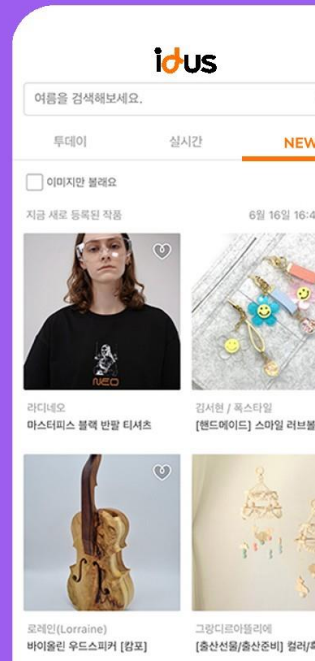 idus
여름을 검색해보세요.
투데이 실시간 NEW
이미지만 볼래요
지금 새로 등록된 작품 6월 16일 16:4
NEO
라디네오 김서현 / 폭스타일
마스터피스 블랙 반팔 티셔츠 [핸드메이드] 스마일 러브볼
로레인(Lorraine) 그랑디르아뜰리에
바이올린 우드스피커 [캄포] [출산선물/출산준비] 컬러/흑